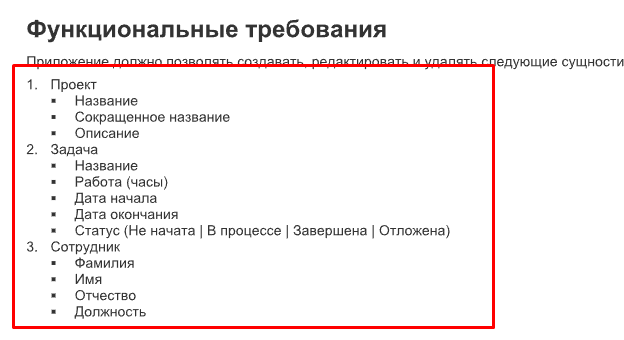 Функциональные требования
Приложение должно позволять создавать, редактировать и удалять следующие сущности
1. Проект
▪ Название
▪ Сокращенное название
▪ Описание
2. Задача
▪ Название
▪ Работа (часы)
▪ Дата начала
▪ Дата окончания
▪ Статус (Не начата | В процессе | Завершена | Отложена)
3. Сотрудник
▪ Фамилия
▪ Имя
▪ Отчество
▪ Должность